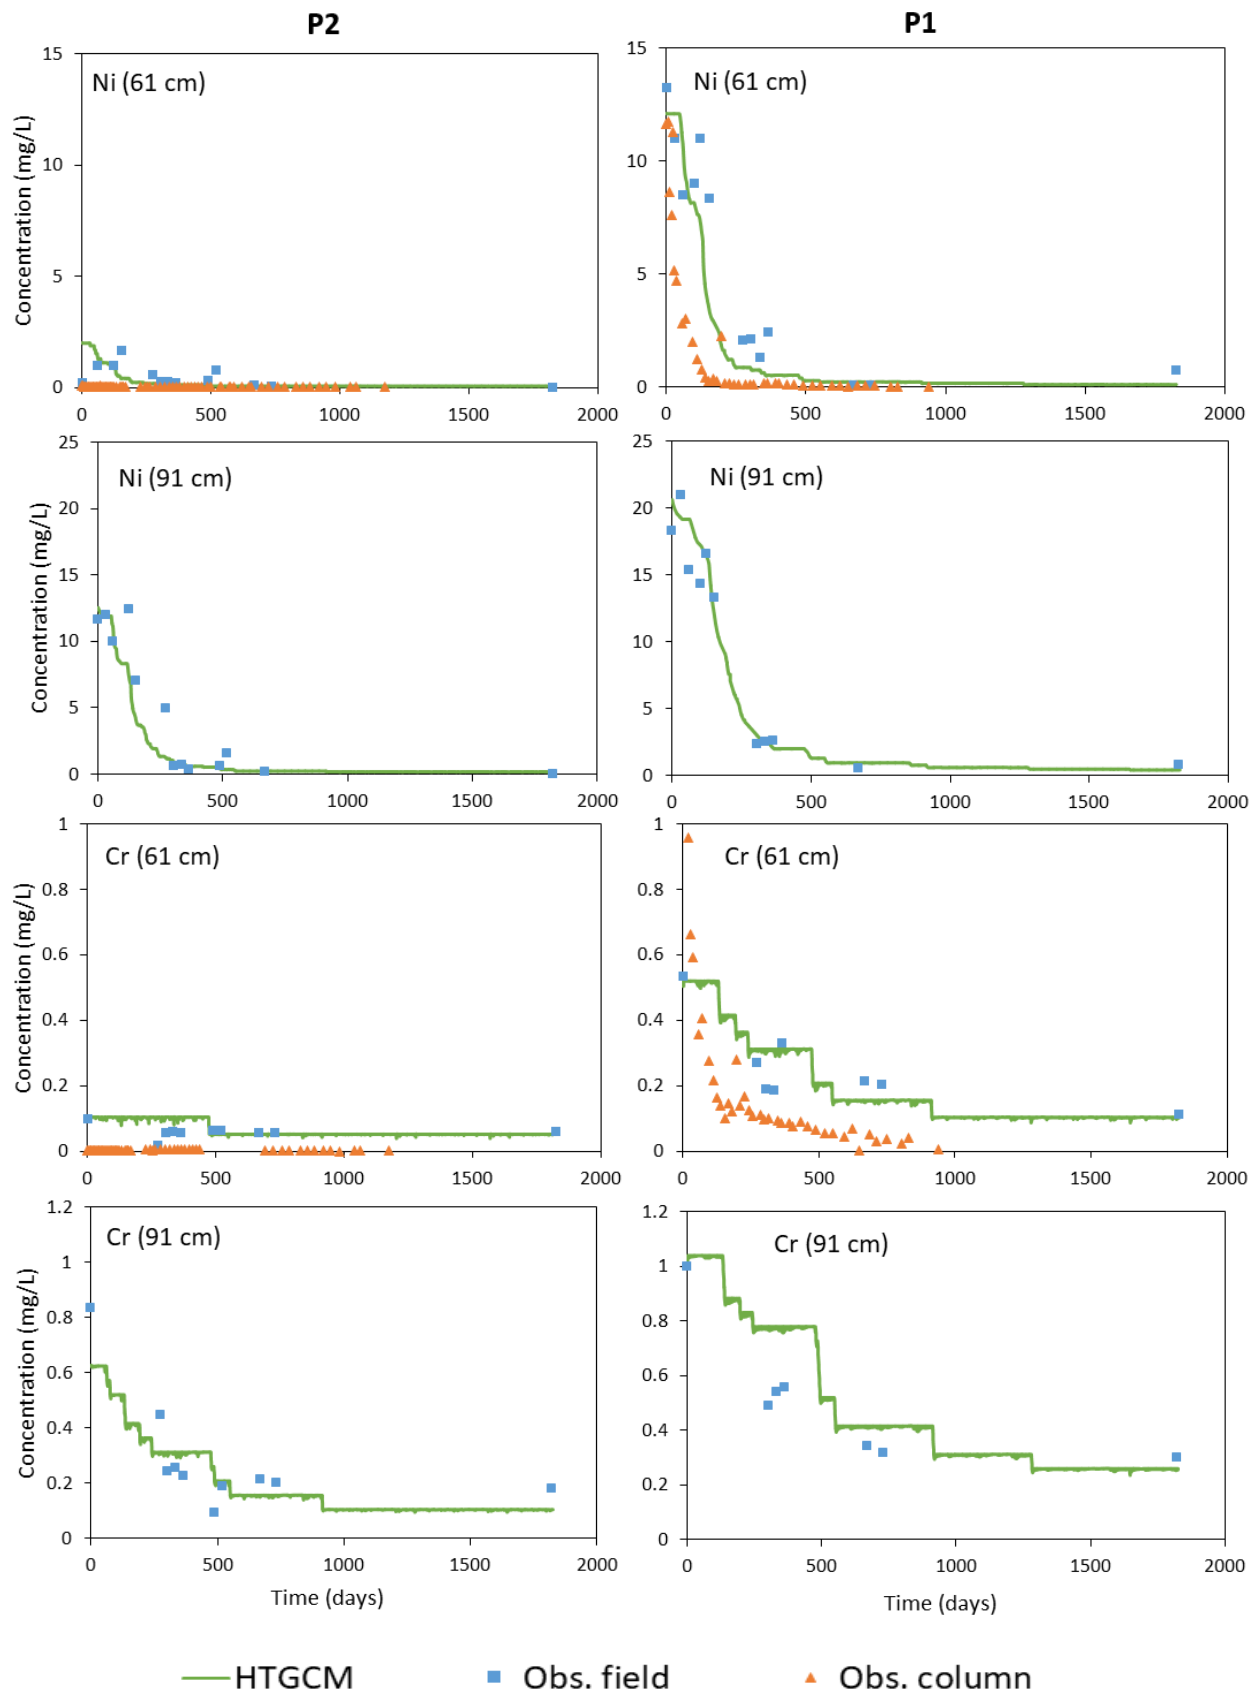 P2
P1
Ni (61 cm)
Concentration (mg/L)
15
10
5
0
0 500 1000 1500 2000
Ni (61 cm)
15
10
5
0
0 500 1000 1500 2000
Ni (91 cm)
Concentration (mg/L)
25
20
15
10
5
0
0 500 1000 1500 2000
Ni (91 cm)
25
20
15
10
5
0
0 500 1000 1500 2000
Cr (61 cm)
Concentration (mg/L)
1
0.8
0.6
0.4
0.2
0
0 500 1000 1500 2000
Cr (61 cm)
1
0.8
0.6
0.4
0.2
0
0 500 1000 1500 2000
Cr (91 cm)
Concentration (mg/L)
1.2
1
0.8
0.6
0.4
0.2
0
0 500 1000 1500 2000
Time (days)
Cr (91 cm)
1.2
1
0.8
0.6
0.4
0.2
0
0 500 1000 1500 2000
Time (days)
HTGCM Obs. field Obs. column